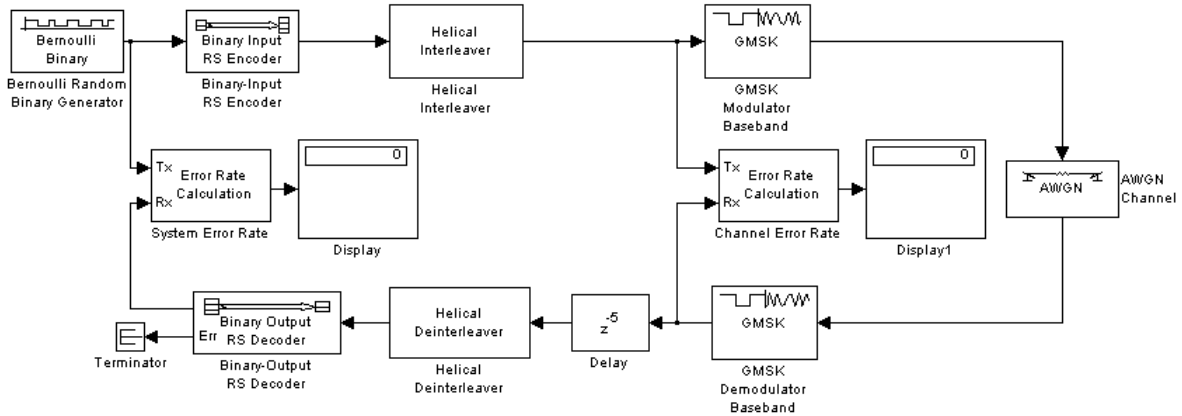 Bernoulli
Binary
Bernoulli Random
Binary Generator
Binary Input
RS Encoder
Binary-Input
RS Encoder
Helical
Interleaver
Helical
Interleaver
GMSK
GMSK
Modulator
Baseband
Tx
Rx
Error Rate
Calculation
System Error Rate
0
Display
Tx
Rx
Error Rate
Calculation
Channel Error Rate
0
Display1
AWGN
AWGN
Channel
Binary Output
RS Decoder
Err
Binary-Output
RS Decoder
Terminator
Helical
Deinterleaver
Helical
Deinterleaver
z-5
Delay
GMSK
GMSK
Demodulator
Baseband